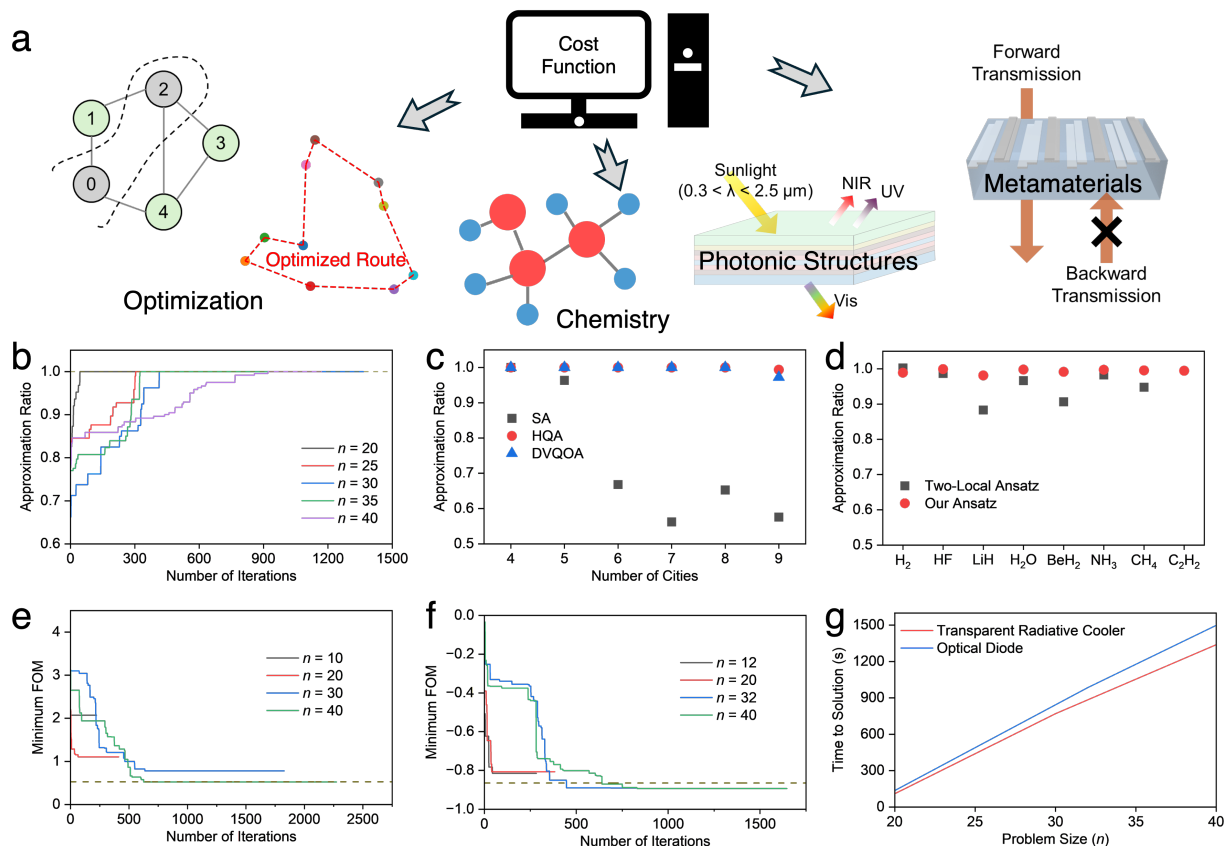 a
Cost
Function
Forward
Transmission
2
1
3
0
4
Optimized Route
Optimization
Chemistry
Sunlight
(0.3 < λ < 2.5 μm)
NIR
UV
Photonic Structures
Vis
Metamaterials
Backward
Transmission
b
Approximation Ratio
1.0
0.9
0.8
0.7
0.6
n = 20
n = 25
n = 30
n = 35
n = 40
0 300 600 900 1200 1500
Number of Iterations
c
Approximation Ratio
1.0
0.9
0.8
0.7
0.6
0.5
SA
HQA
DVQOA
4 5 6 7 8 9
Number of Cities
d
Approximation Ratio
1.0
0.9
0.8
0.7
0.6
0.5
Two-Local Ansatz
Our Ansatz
H₂ HF LiH H₂O BeH₂ NH₃ CH₄ C₂H₂
e
Minimum FOM
4
3
2
1
0
n = 10
n = 20
n = 30
n = 40
0 500 1000 1500 2000 2500
Number of Iterations
f
Minimum FOM
0.0
−0.2
−0.4
−0.6
−0.8
−1.0
n = 12
n = 20
n = 32
n = 40
0 500 1000 1500
Number of Iterations
g
Time to Solution (s)
1500
1200
900
600
300
0
Transparent Radiative Cooler
Optical Diode
20 25 30 35 40
Problem Size (n)